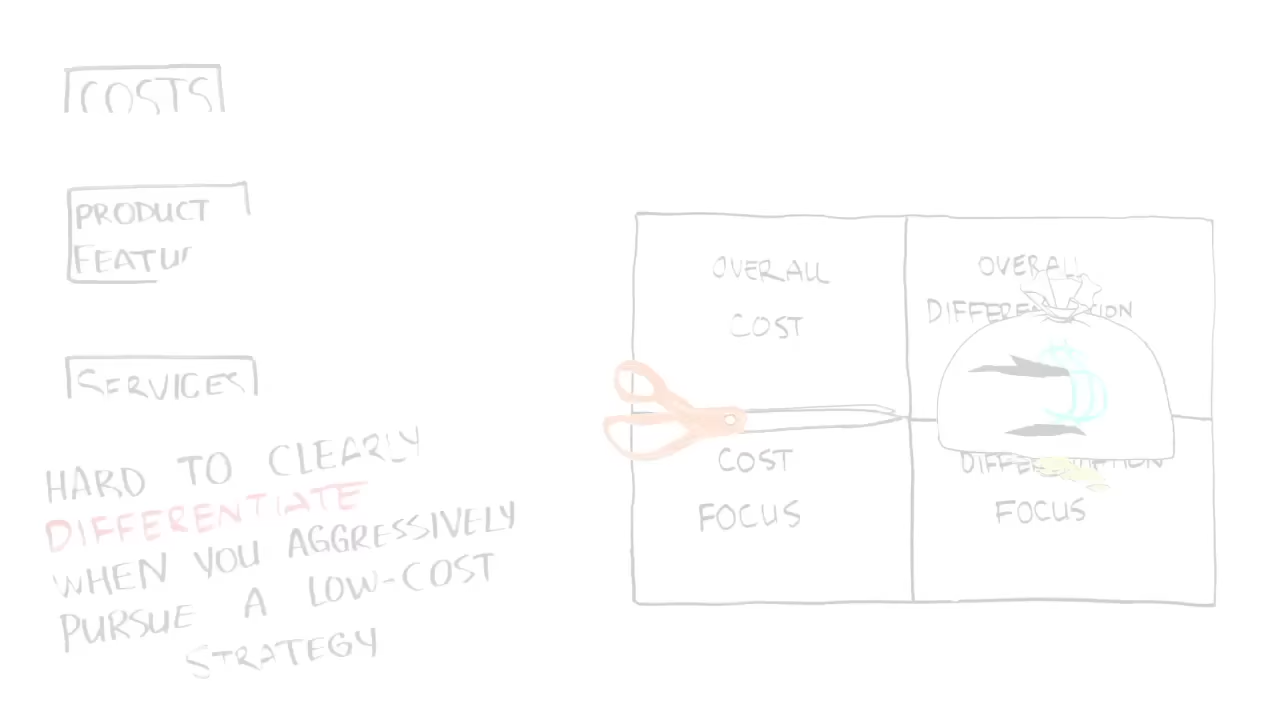 COSTS
PRODUCT
FEATU
SERVICES
HARD TO CLEARLY
DIFFERENTIATE
WHEN YOU AGGRESSIVELY
PURSUE A LOW-COST
STRATEGY
OVERALL
COST
OVERALL
COST
FOCUS
FOCUS